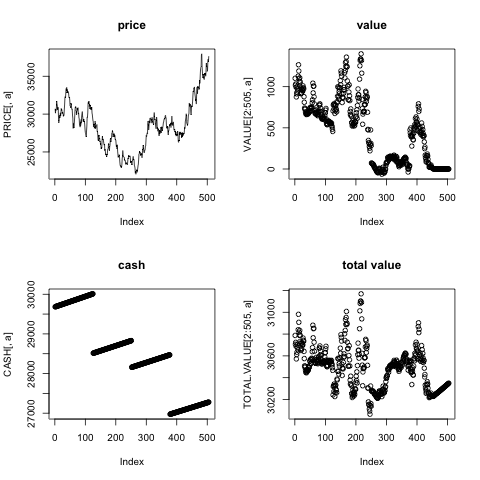 price
PRICE[, a]
25000 30000 35000
0 100 200 300 400 500
Index
value
VALUE[2:505, a]
0 500 1000
0 100 200 300 400 500
Index
cash
CASH[, a]
27000 28000 29000 30000
0 100 200 300 400 500
Index
total value
TOTAL.VALUE[2:505, a]
30200 30600 31000
0 100 200 300 400 500
Index